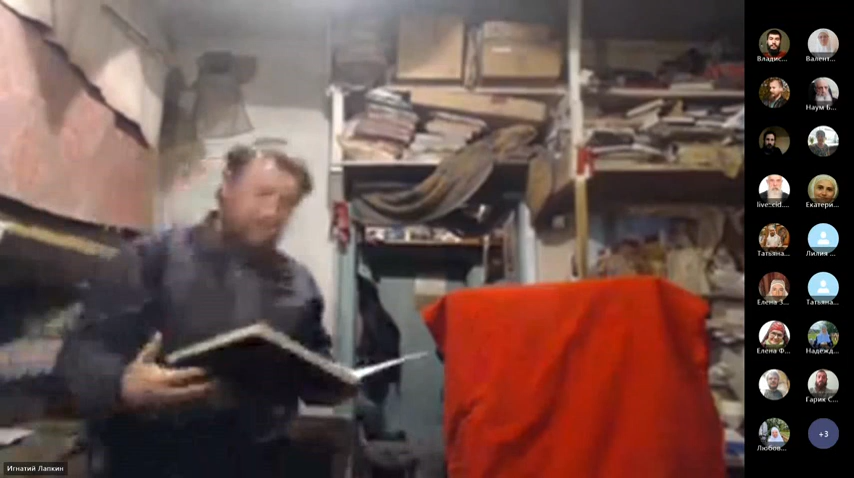 Игнатий Лапкин
Владис...
Валент...
Наум Б...
live:cid....
Екатери...
Татьяна...
Лилия ...
Елена З...
Татьяна...
Елена Ф...
Надежд...
Гарик С...
Любов...
+3